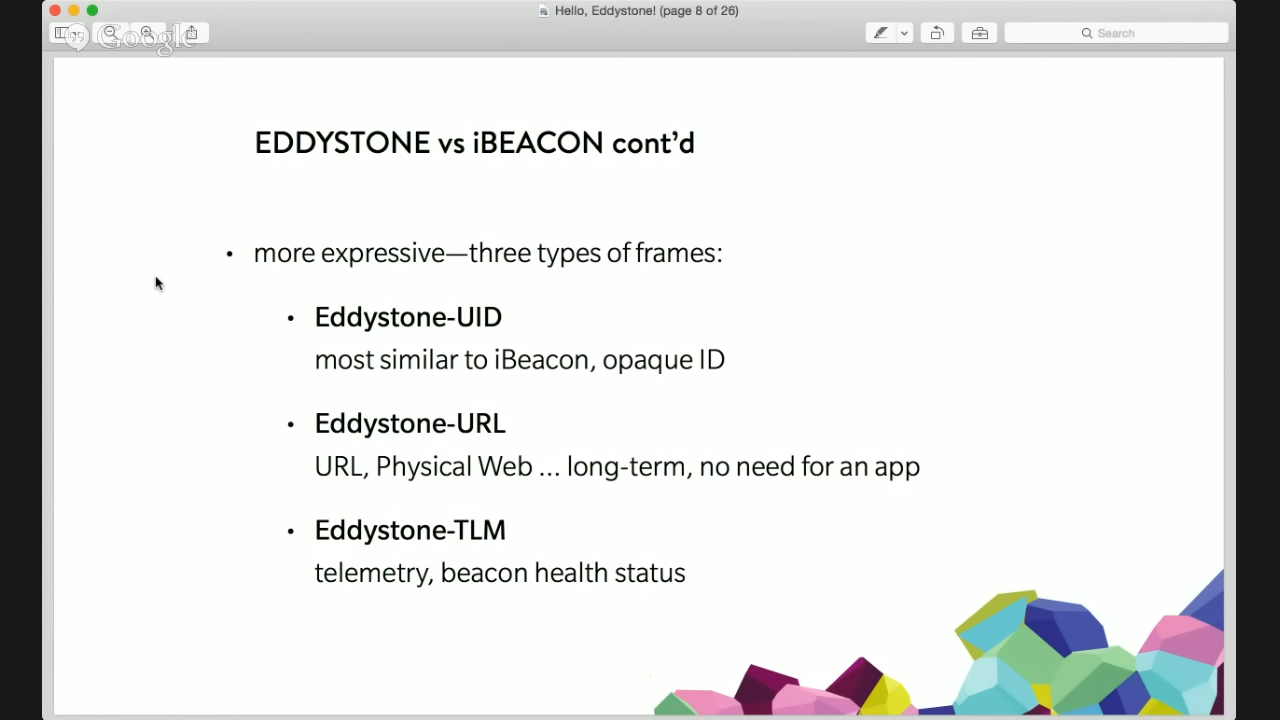 Hello, Eddystone! (page 8 of 26)
Google
Search
EDDYSTONE vs iBEACON cont’d
• more expressive—three types of frames:
• Eddystone-UID
most similar to iBeacon, opaque ID
• Eddystone-URL
URL, Physical Web ... long-term, no need for an app
• Eddystone-TLM
telemetry, beacon health status